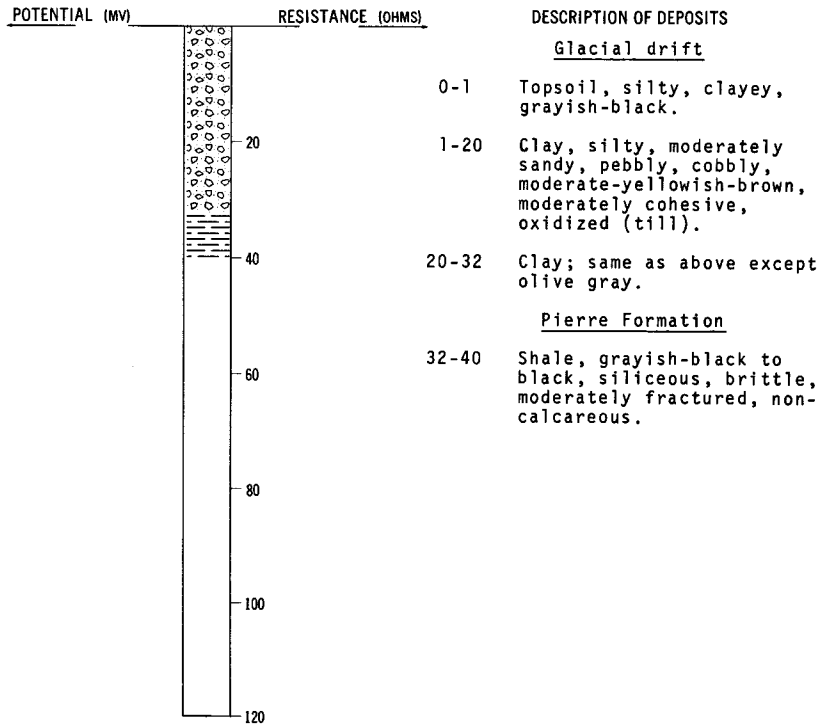 POTENTIAL (MV) RESISTANCE (OHMS) DESCRIPTION OF DEPOSITS
Glacial drift
0-1 Topsoil, silty, clayey,
grayish-black.
20
1-20 Clay, silty, moderately
sandy, pebbly, cobbly,
moderate-yellowish-brown,
moderately cohesive,
oxidized (till).
40
20-32 Clay; same as above except
olive gray.
Pierre Formation
60
32-40 Shale, grayish-black to
black, siliceous, brittle,
moderately fractured, non-
calcareous.
80
100
120